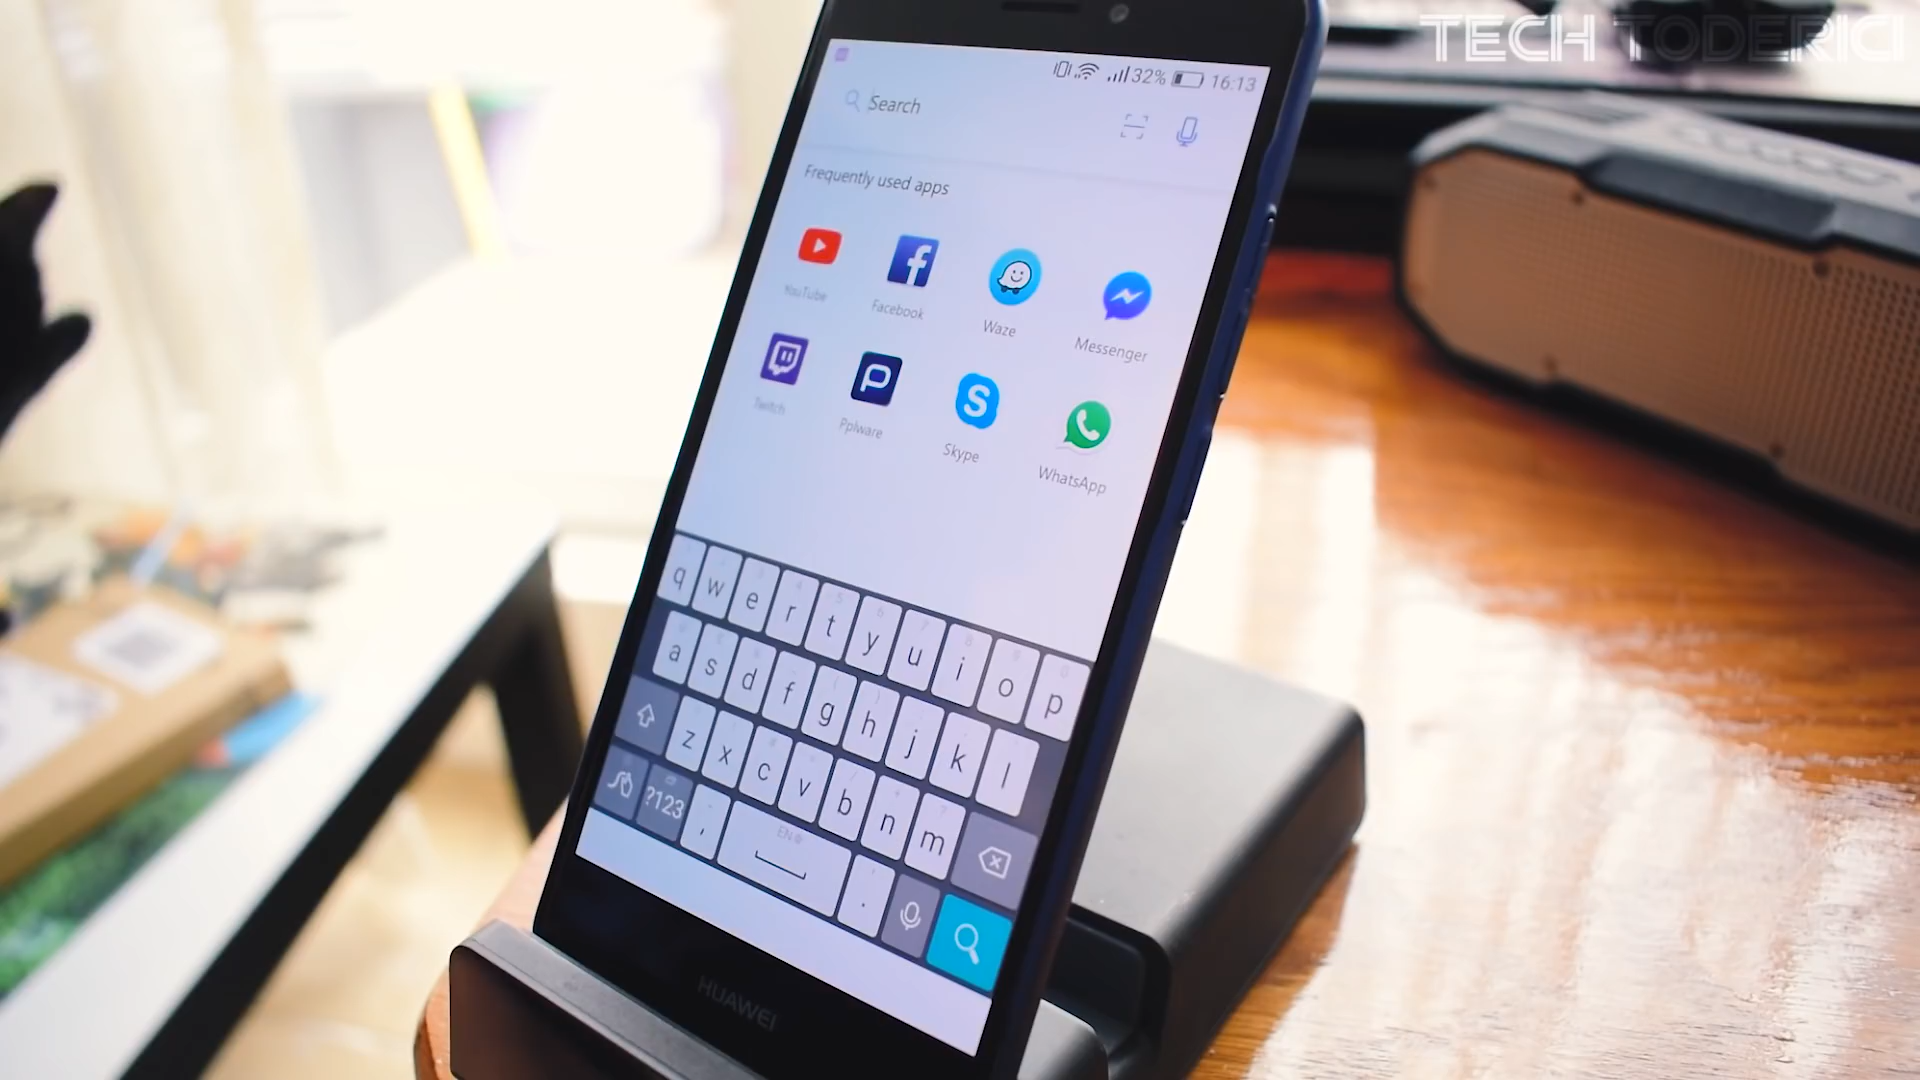 TECH TODERICI
32% 16:13
Search
Frequently used apps
YouTube Facebook Waze Messenger
Twitch Pplware Skype WhatsApp
q w e r t y u i o p
a s d f g h j k l
z x c v b n m
?123 , EN .
HUAWEI